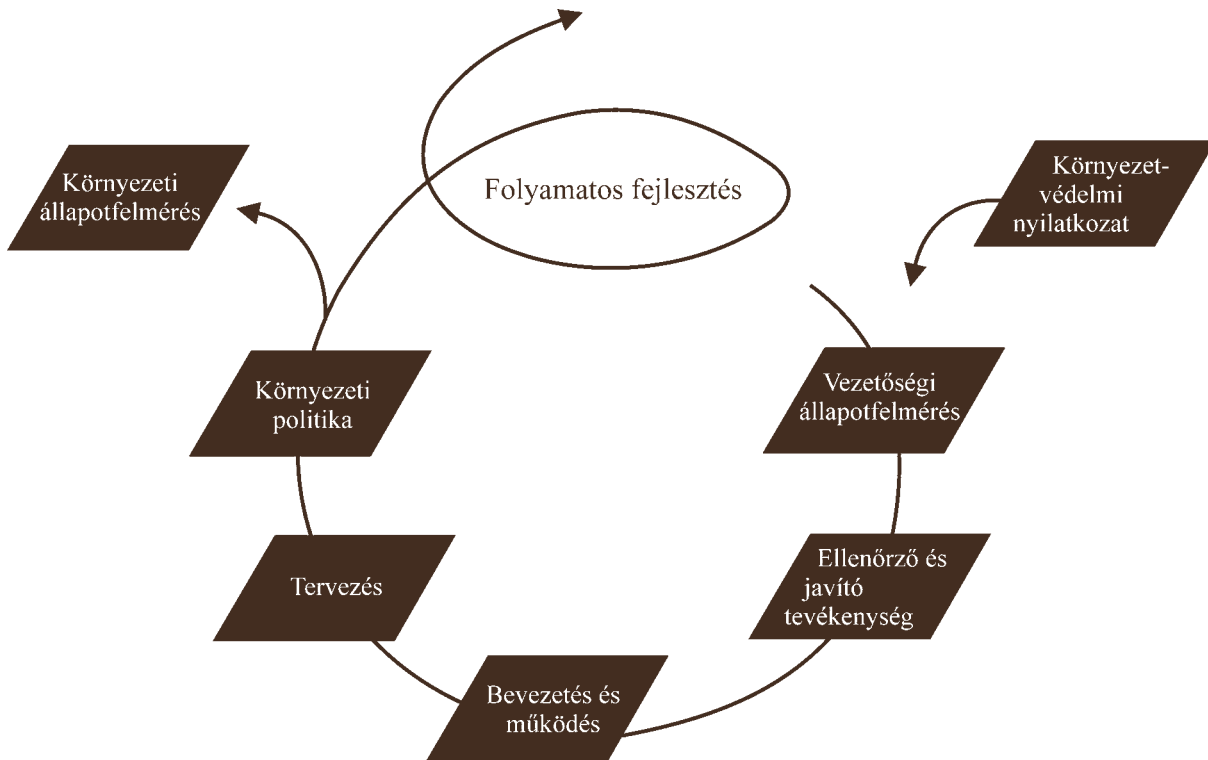 Folyamatos fejlesztés
Környezeti
állapotfelmérés
Környezet-
védelmi
nyilatkozat
Környezeti
politika
Vezetőségi
állapotfelmérés
Tervezés
Ellenőrző és
javító
tevékenység
Bevezetés és
működés